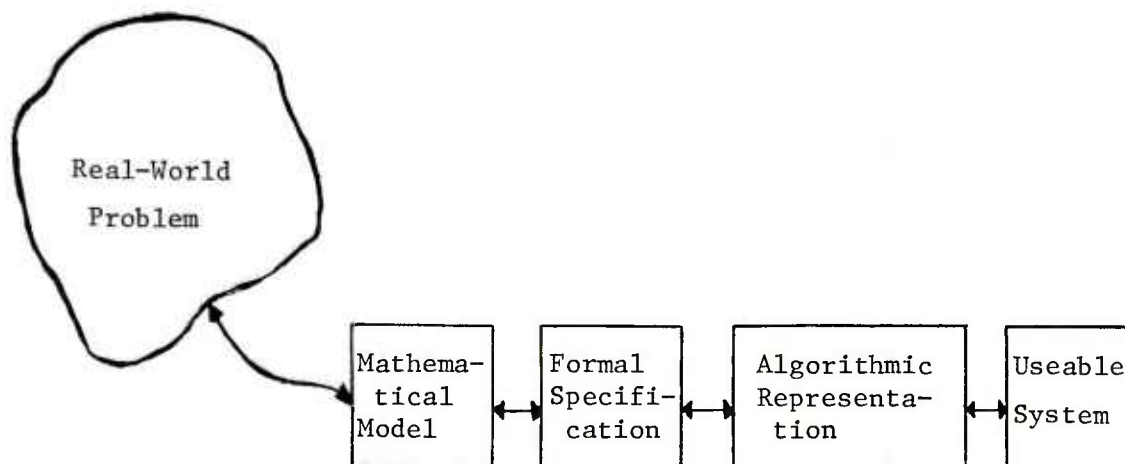 Real-World
Problem
Mathema-
tical
Model
Formal
Specifi-
cation
Algorithmic
Representa-
tion
Useable
System